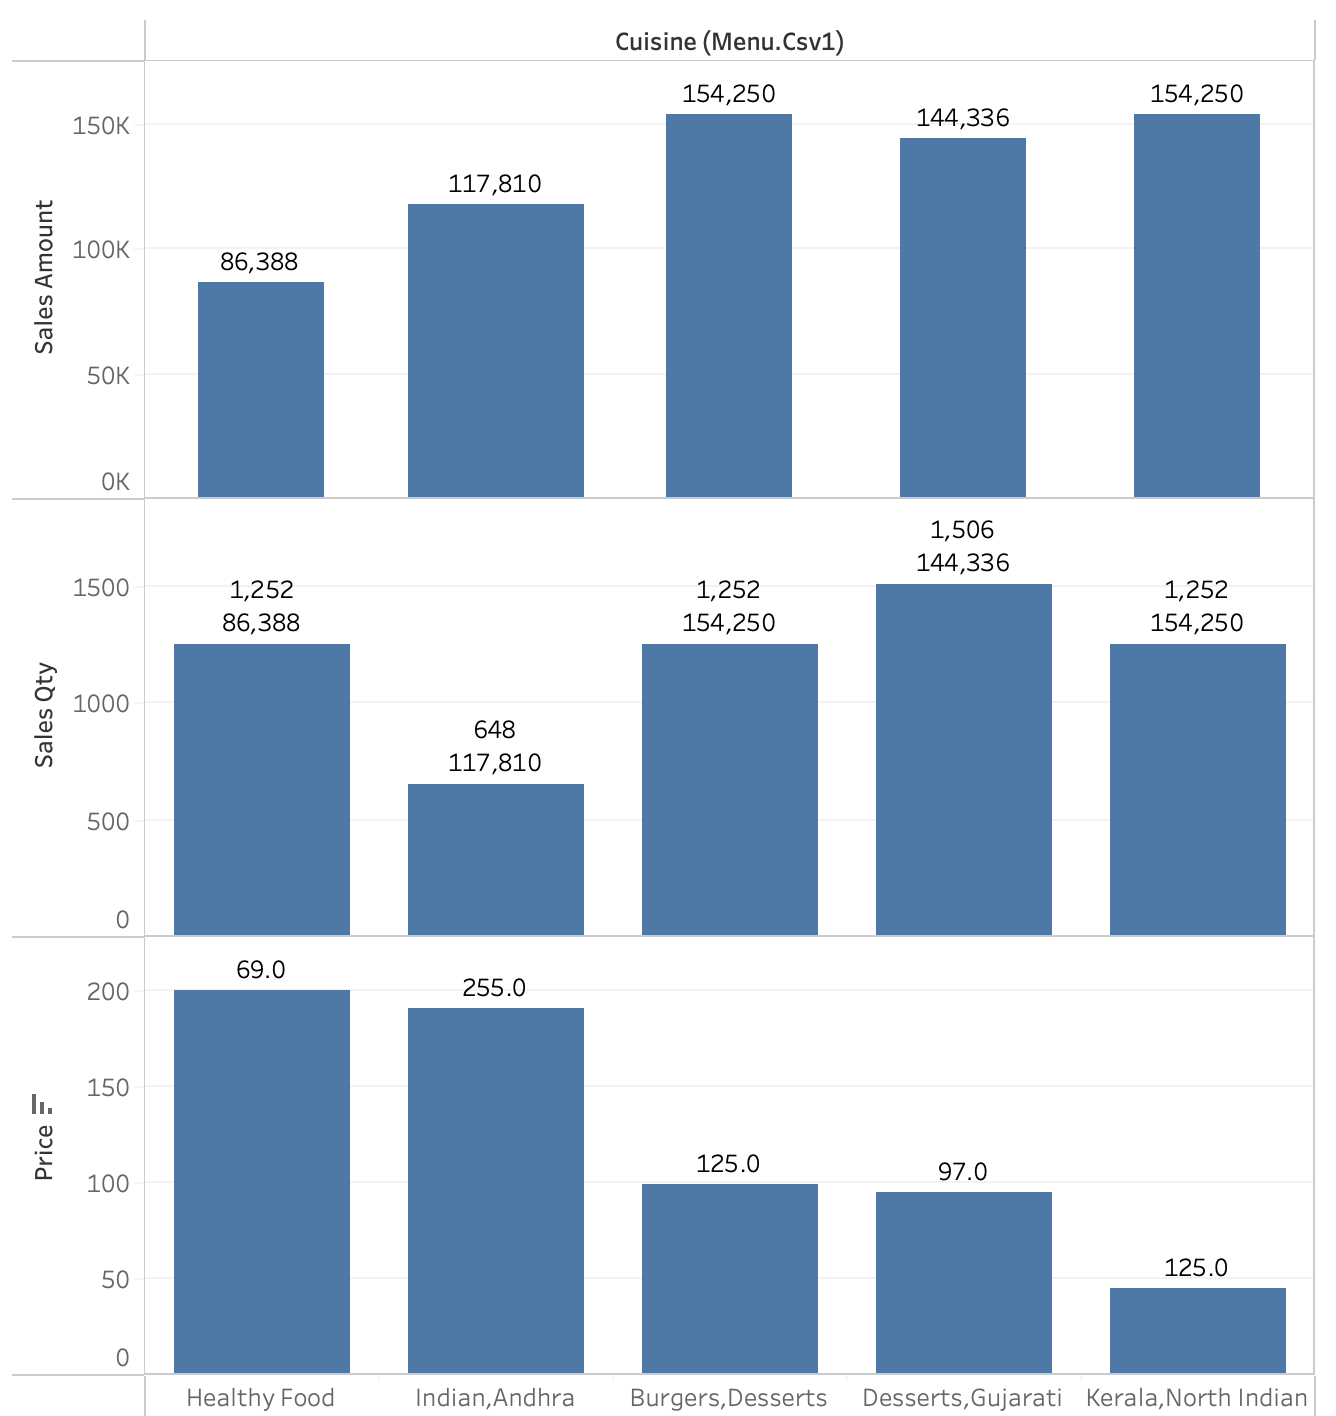 Cuisine (Menu.Csv1)
Sales Amount
150K
100K
50K
0K
86,388
117,810
154,250
144,336
154,250
Sales Qty
1500
1000
500
0
1,252
86,388
648
117,810
1,252
154,250
1,506
144,336
1,252
154,250
Price
200
150
100
50
0
69.0
255.0
125.0
97.0
125.0
Healthy Food
Indian,Andhra
Burgers,Desserts
Desserts,Gujarati
Kerala,North Indian